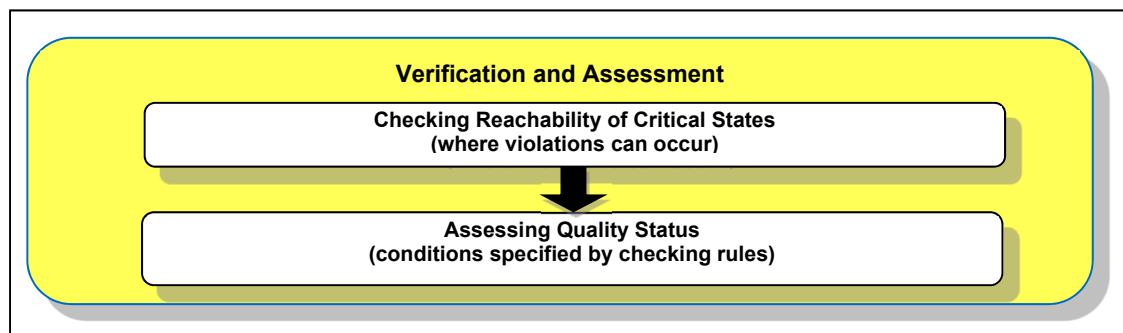 Verification and Assessment
Checking Reachability of Critical States
(where violations can occur)
Assessing Quality Status
(conditions specified by checking rules)